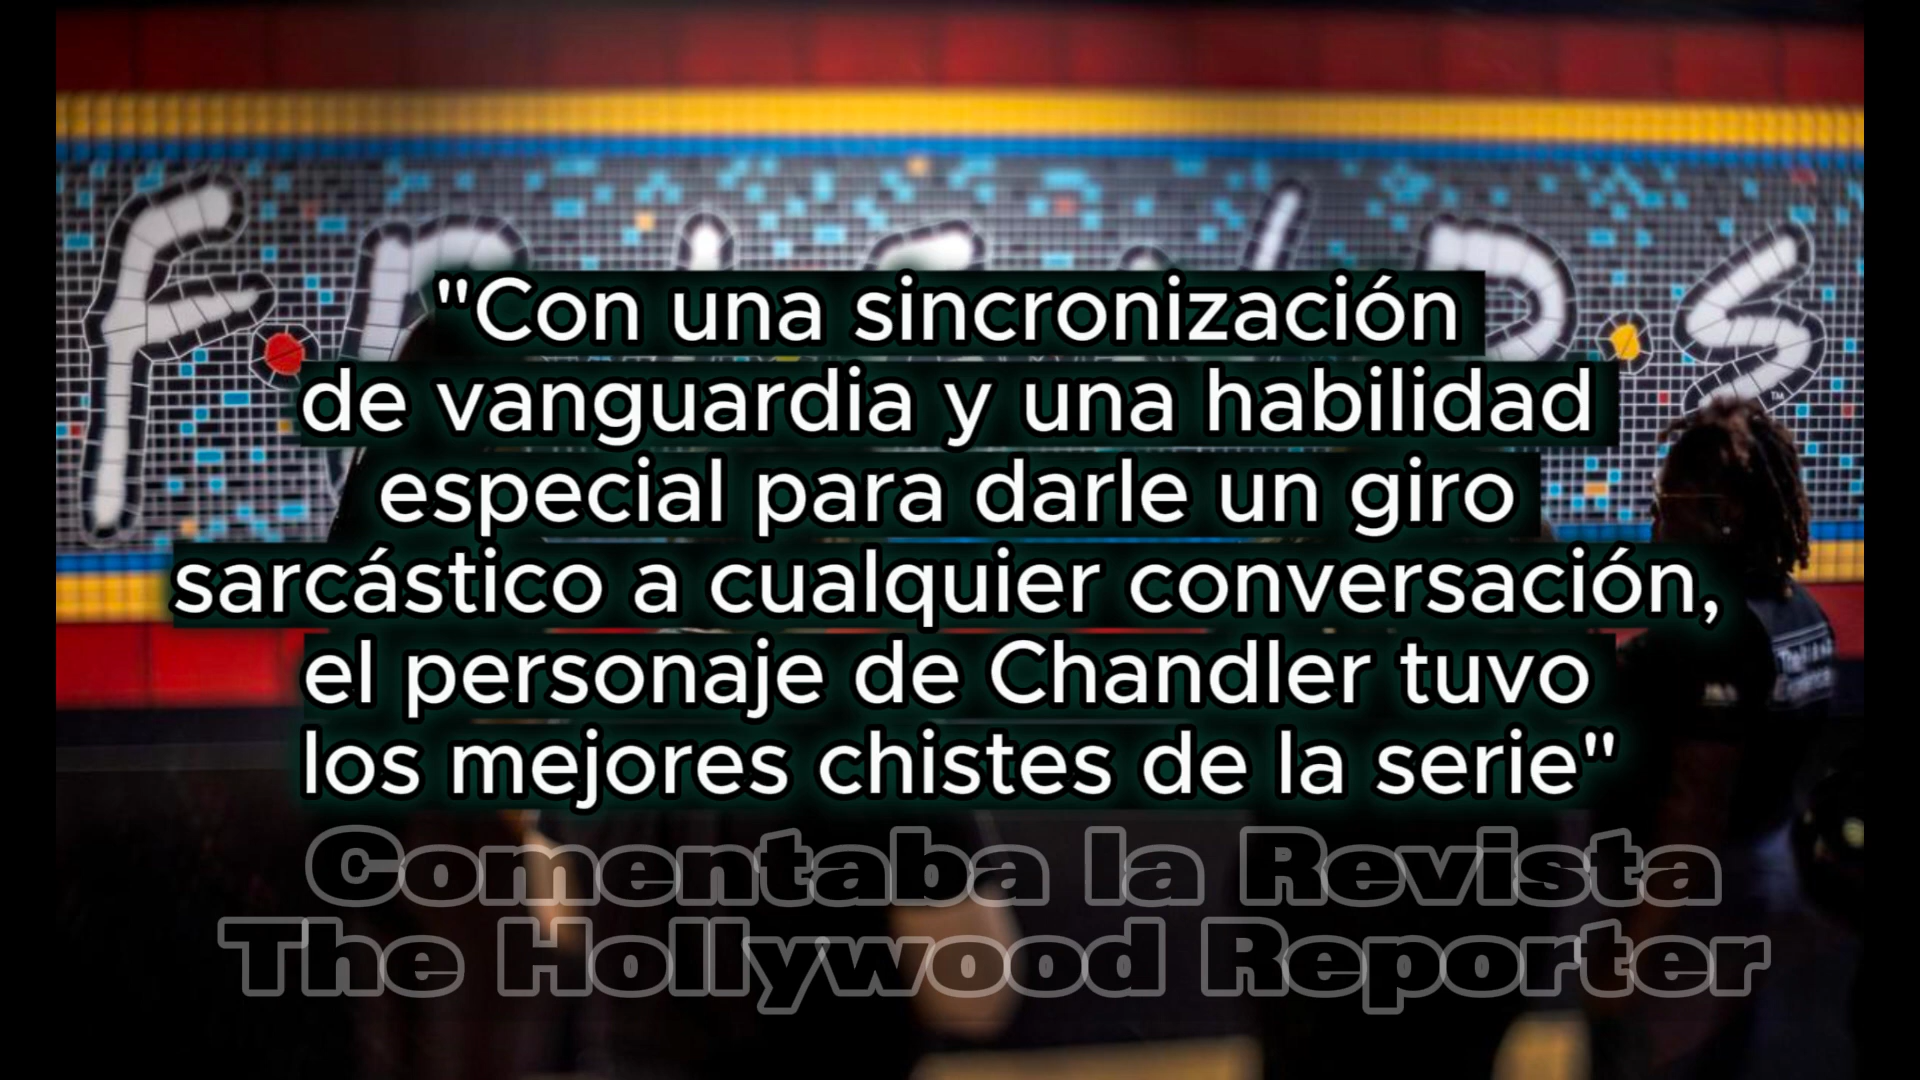 F·R·I·E·N·D·S
"Con una sincronización
de vanguardia y una habilidad
especial para darle un giro
sarcástico a cualquier conversación,
el personaje de Chandler tuvo
los mejores chistes de la serie"
Comentaba la Revista
The Hollywood Reporter